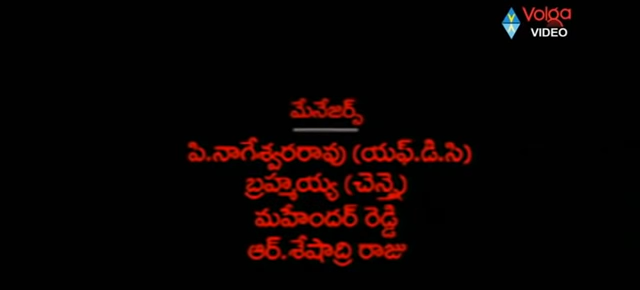 Volga
VIDEO
మేనేజర్స్
పి.నాగేశ్వరరావు (యఫ్.డి.సి)
బ్రహ్మయ్య (చెన్నై)
మహేందర్ రెడ్డి
ఆర్.శేషాద్రి రాజు